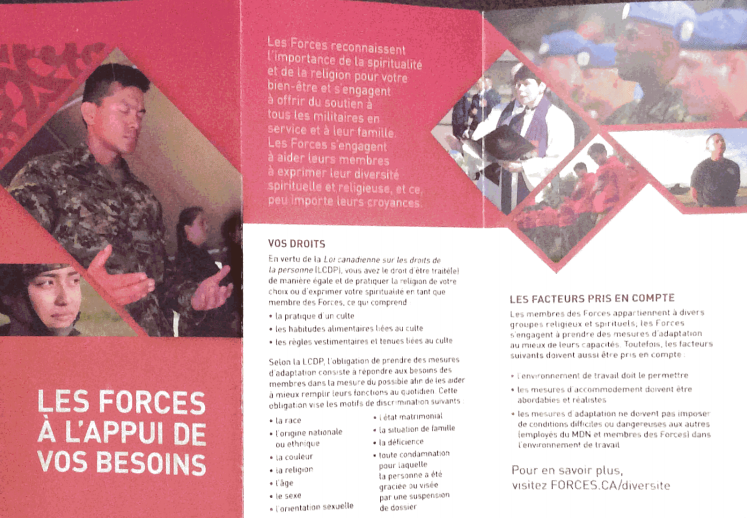 LES FORCES
À L'APPUI DE
VOS BESOINS
Les Forces reconnaissent
l'importance de la spiritualité
et de la religion pour votre
bien-être et s'engagent
à offrir du soutien à
tous les militaires en
service et à leur famille.
Les Forces s'engagent
à aider leurs membres
à exprimer leur diversité
spirituelle et religieuse, et ce,
peu importe leurs croyances.
VOS DROITS
En vertu de la Loi canadienne sur les droits de
la personne (LCDP), vous avez le droit d'être traité(e)
de manière égale et de pratiquer la religion de votre
choix ou d'exprimer votre spiritualité en tant que
membre des Forces, ce qui comprend
• la pratique d'un culte
• les habitudes alimentaires liées au culte
• les règles vestimentaires et tenues liées au culte
Selon la LCDP, l'obligation de prendre des mesures
d'adaptation consiste à répondre aux besoins des
membres dans la mesure du possible afin de les aider
à mieux remplir leurs fonctions au quotidien. Cette
obligation vise les motifs de discrimination suivants
• la race
• l'origine nationale
ou ethnique
• la couleur
• la religion
• l'âge
• le sexe
• l'orientation sexuelle
• l'état matrimonial
• la situation de famille
• la déficience
• toute condamnation
pour laquelle
la personne a été
graciée ou visée
par une suspension
de dossier
LES FACTEURS PRIS EN COMPTE
Les membres des Forces appartiennent à divers
groupes religieux et spirituels; les Forces
s'engagent à prendre des mesures d'adaptation
au mieux de leurs capacités. Toutefois, les facteurs
suivants doivent aussi être pris en compte :
• l'environnement de travail doit le permettre
• les mesures d'accommodement doivent être
abordables et réalistes
• les mesures d'adaptation ne doivent pas imposer
de conditions difficiles ou dangereuses aux autres
(employés du MDN et membres des Forces) dans
l'environnement de travail
Pour en savoir plus,
visitez FORCES.CA/diversite